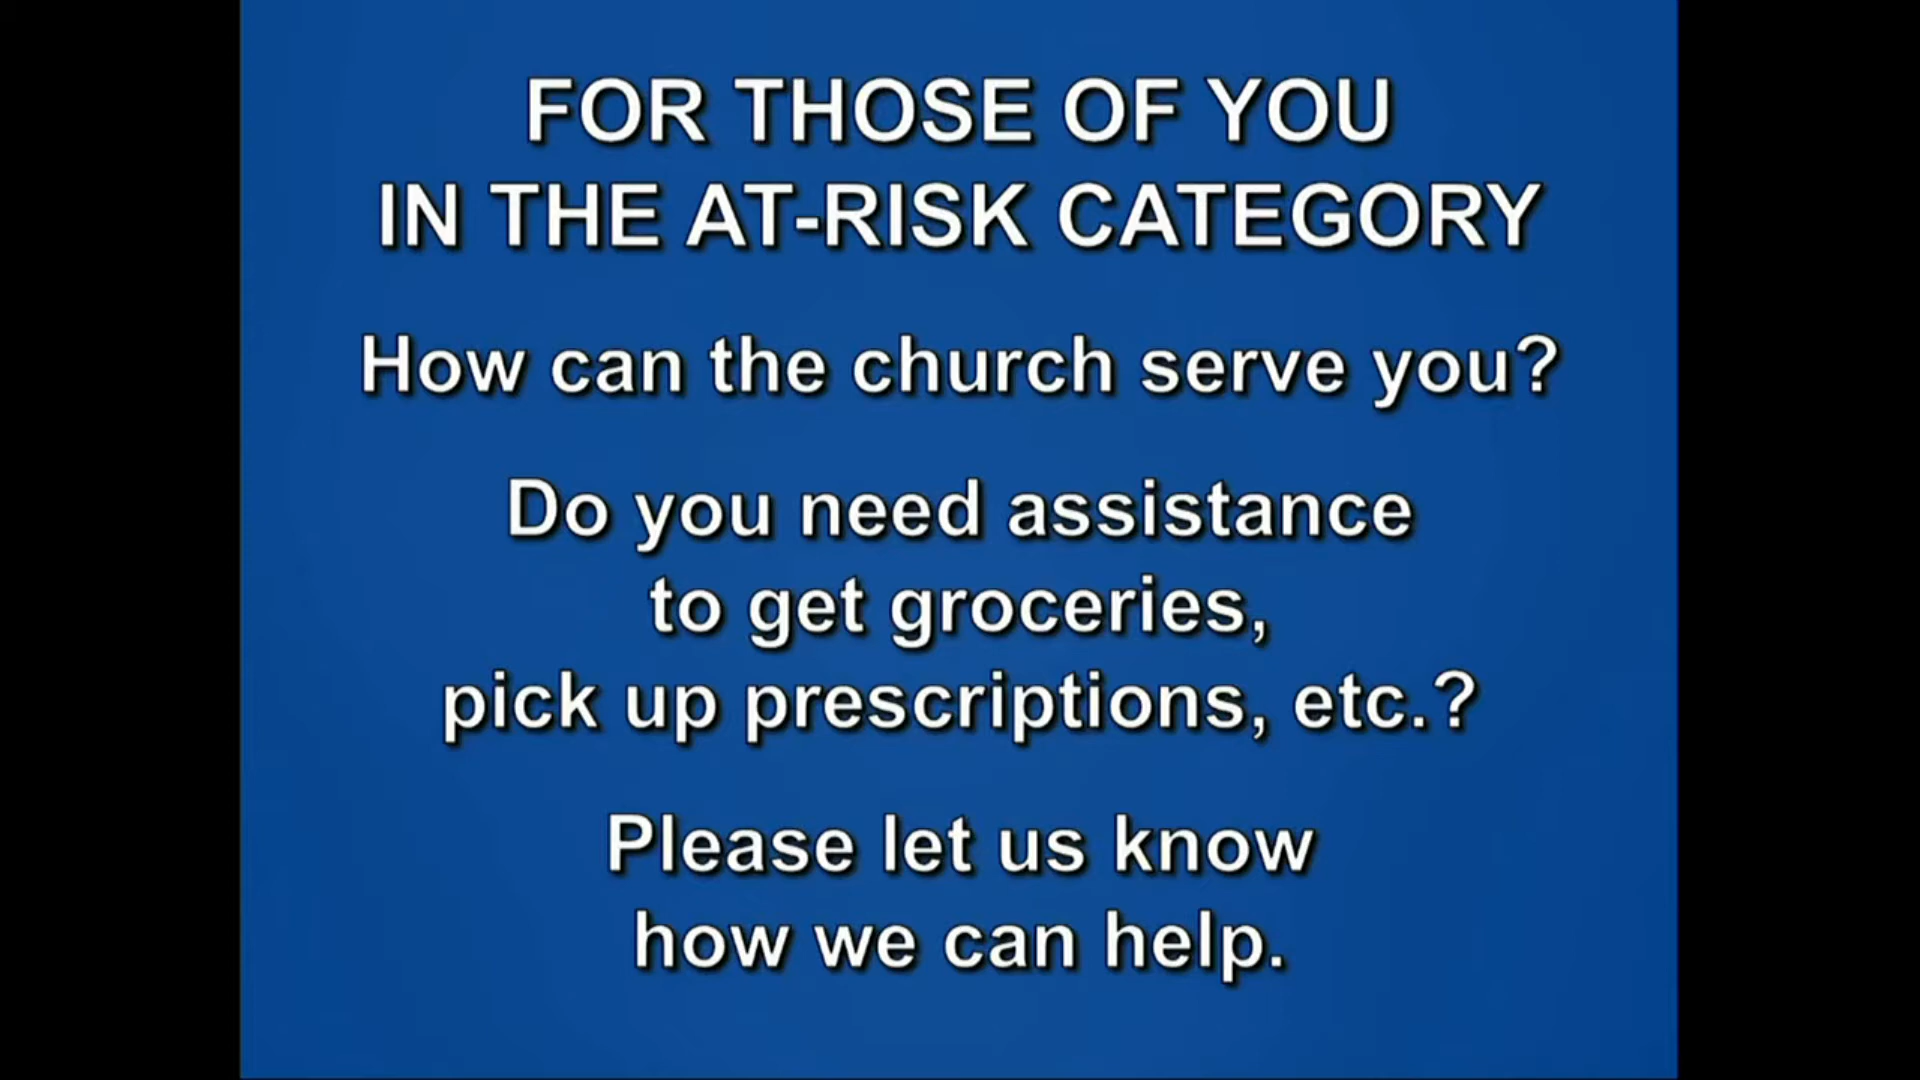 FOR THOSE OF YOU
IN THE AT-RISK CATEGORY
How can the church serve you?
Do you need assistance
to get groceries,
pick up prescriptions, etc.?
Please let us know
how we can help.